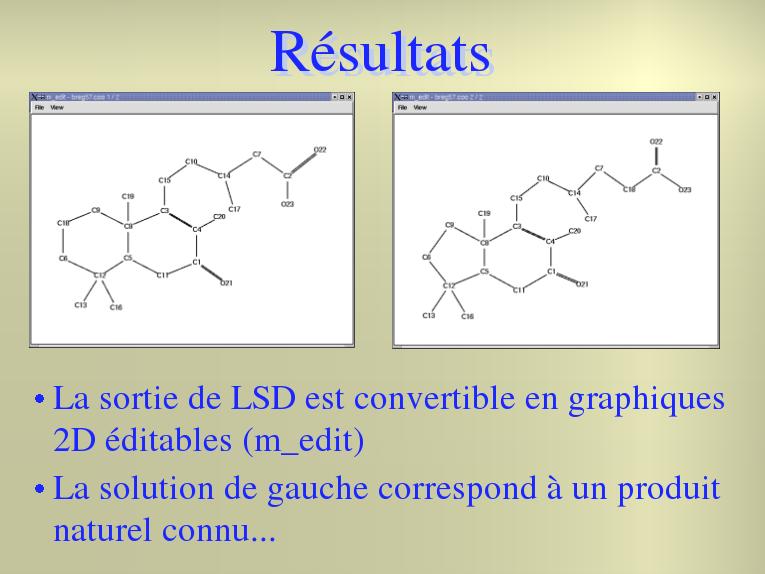 Résultats
m_edit - breg57.coo 1 / 2
File View
C7
O22
C10
C14
C2
C15
C19
O23
C17
C9
C3
C20
C18
C8
C4
C6
C5
C1
C12
C11
O21
C13
C16
m_edit - breg57.coo 2 / 2
File View
O22
C7
C2
C10
C14
C18
O23
C15
C19
C17
C9
C3
C20
C8
C4
C6
C5
C1
C12
C11
O21
C13
C16
• La sortie de LSD est convertible en graphiques
2D éditables (m_edit)
• La solution de gauche correspond à un produit
naturel connu...